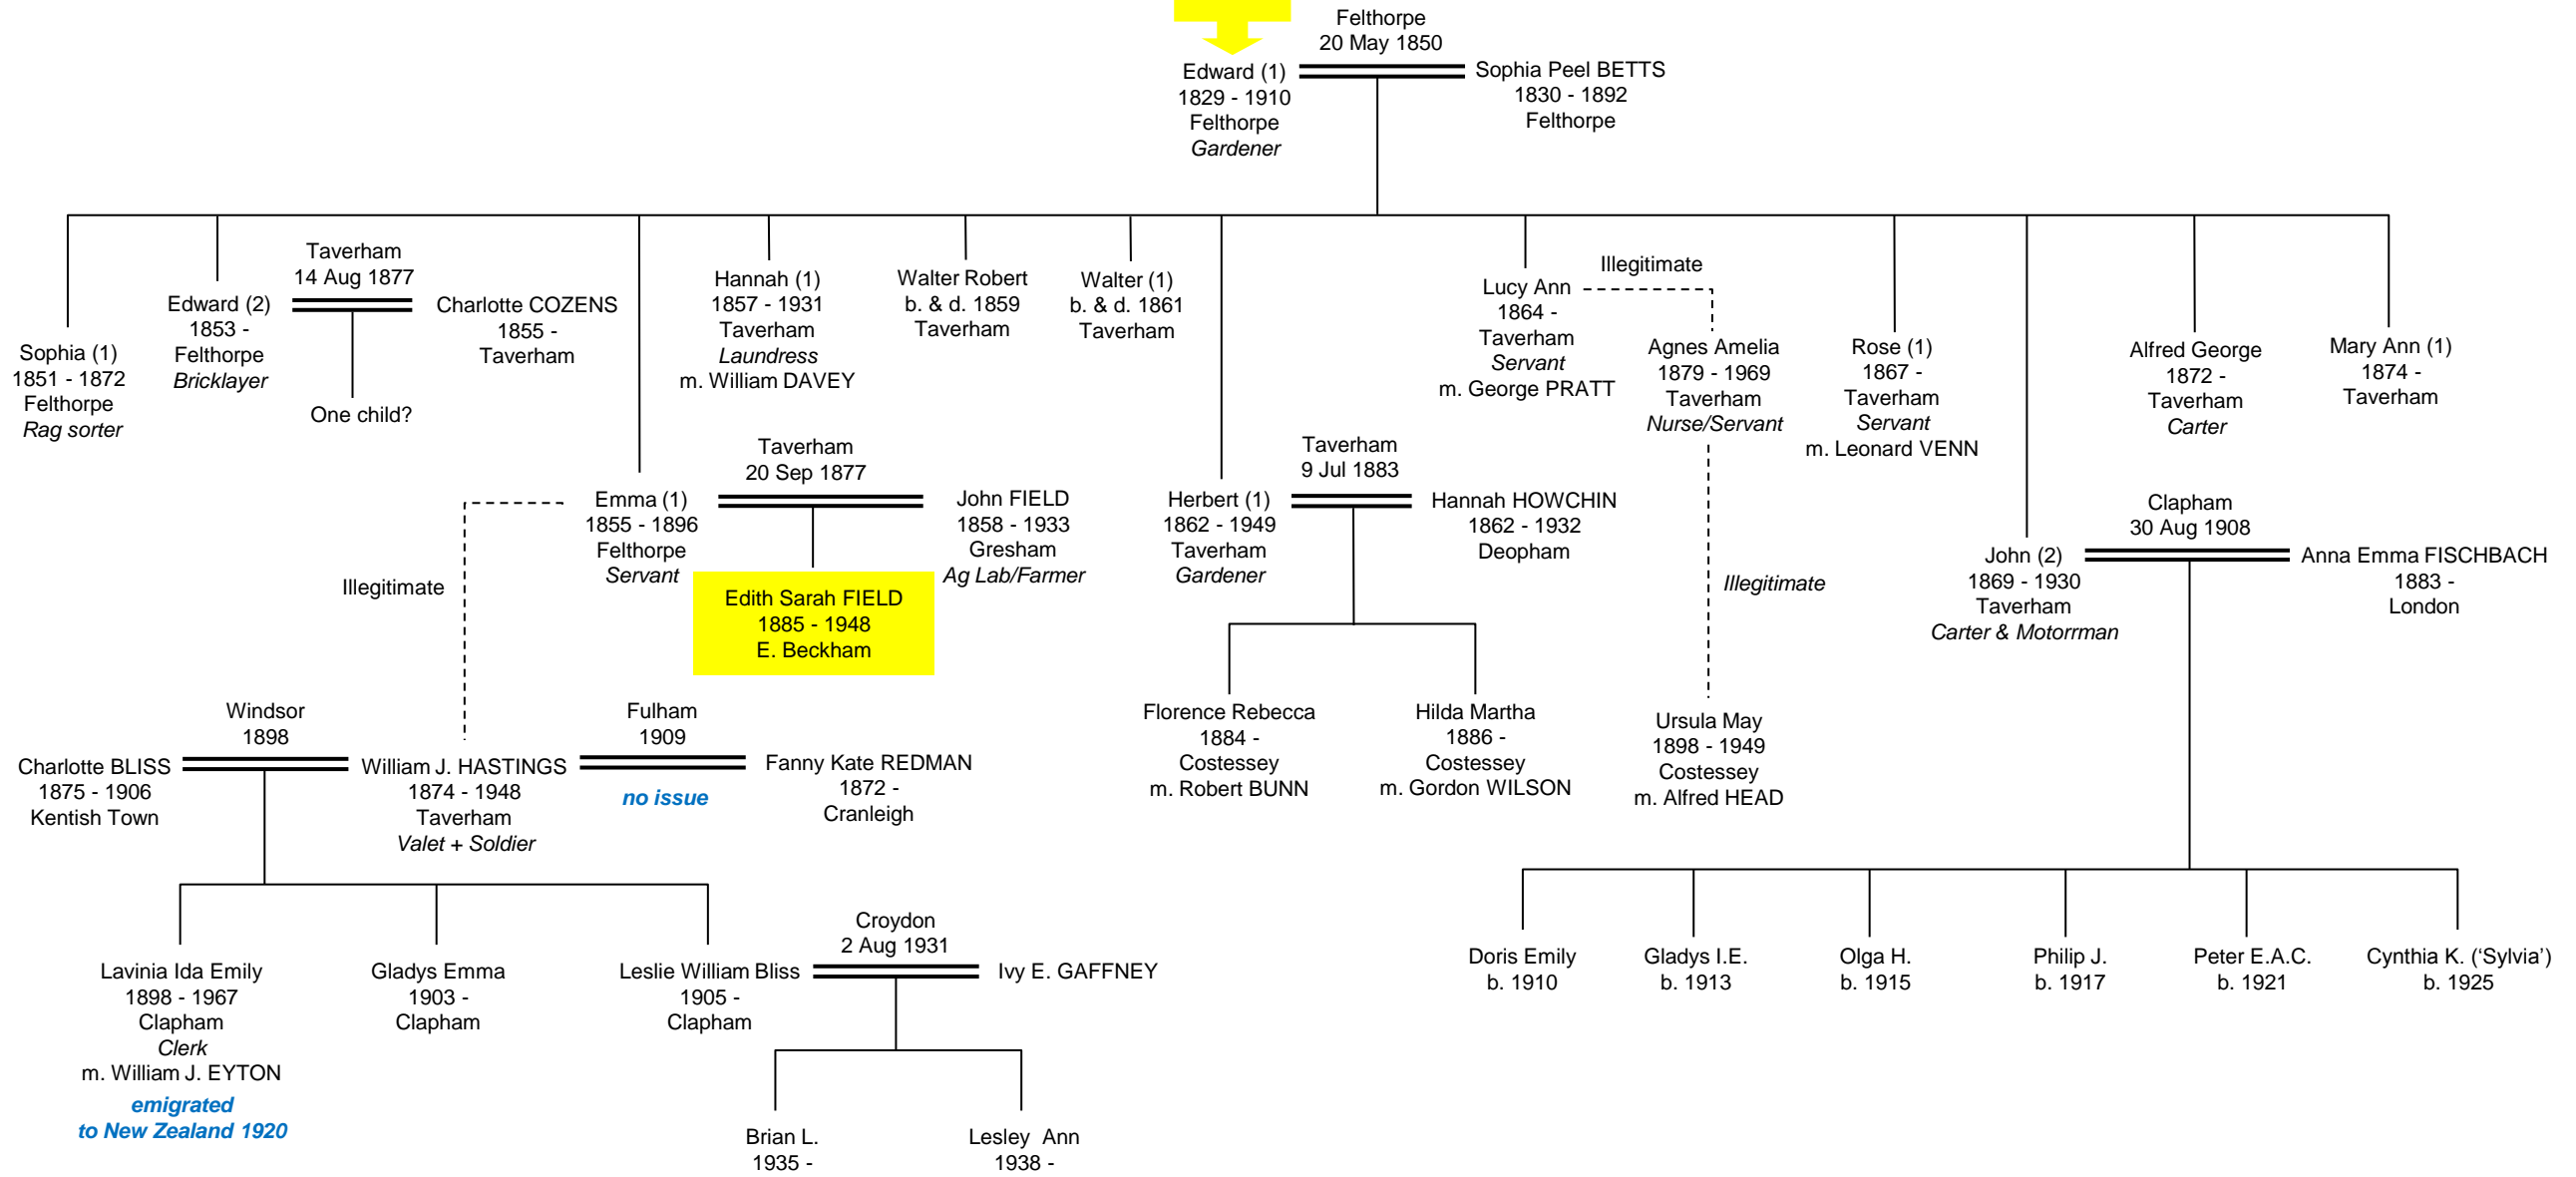 Felthorpe
20 May 1850
Edward (1)
1829 - 1910
Felthorpe
Gardener
Sophia Peel BETTS
1830 - 1892
Felthorpe
Sophia (1)
1851 - 1872
Felthorpe
Rag sorter
Edward (2)
1853 -
Felthorpe
Bricklayer
Taverham
14 Aug 1877
Charlotte COZENS
1855 -
Taverham
One child?
Hannah (1)
1857 - 1931
Taverham
Laundress
m. William DAVEY
Walter Robert
b. & d. 1859
Taverham
Walter (1)
b. & d. 1861
Taverham
Lucy Ann
1864 -
Taverham
Servant
m. George PRATT
Illegitimate
Agnes Amelia
1879 - 1969
Taverham
Nurse/Servant
Rose (1)
1867 -
Taverham
Servant
m. Leonard VENN
Alfred George
1872 -
Taverham
Carter
Mary Ann (1)
1874 -
Taverham
Emma (1)
1855 - 1896
Felthorpe
Servant
Taverham
20 Sep 1877
John FIELD
1858 - 1933
Gresham
Ag Lab/Farmer
Illegitimate
Edith Sarah FIELD
1885 - 1948
E. Beckham
Herbert (1)
1862 - 1949
Taverham
Gardener
Taverham
9 Jul 1883
Hannah HOWCHIN
1862 - 1932
Deopham
Illegitimate
John (2)
1869 - 1930
Taverham
Carter & Motorrman
Clapham
30 Aug 1908
Anna Emma FISCHBACH
1883 -
London
Charlotte BLISS
1875 - 1906
Kentish Town
Windsor
1898
William J. HASTINGS
1874 - 1948
Taverham
Valet + Soldier
Fulham
1909
no issue
Fanny Kate REDMAN
1872 -
Cranleigh
Florence Rebecca
1884 -
Costessey
m. Robert BUNN
Hilda Martha
1886 -
Costessey
m. Gordon WILSON
Ursula May
1898 - 1949
Costessey
m. Alfred HEAD
Lavinia Ida Emily
1898 - 1967
Clapham
Clerk
m. William J. EYTON
emigrated
to New Zealand 1920
Gladys Emma
1903 -
Clapham
Leslie William Bliss
1905 -
Clapham
Croydon
2 Aug 1931
Ivy E. GAFFNEY
Brian L.
1935 -
Lesley Ann
1938 -
Doris Emily
b. 1910
Gladys I.E.
b. 1913
Olga H.
b. 1915
Philip J.
b. 1917
Peter E.A.C.
b. 1921
Cynthia K. (‘Sylvia’)
b. 1925